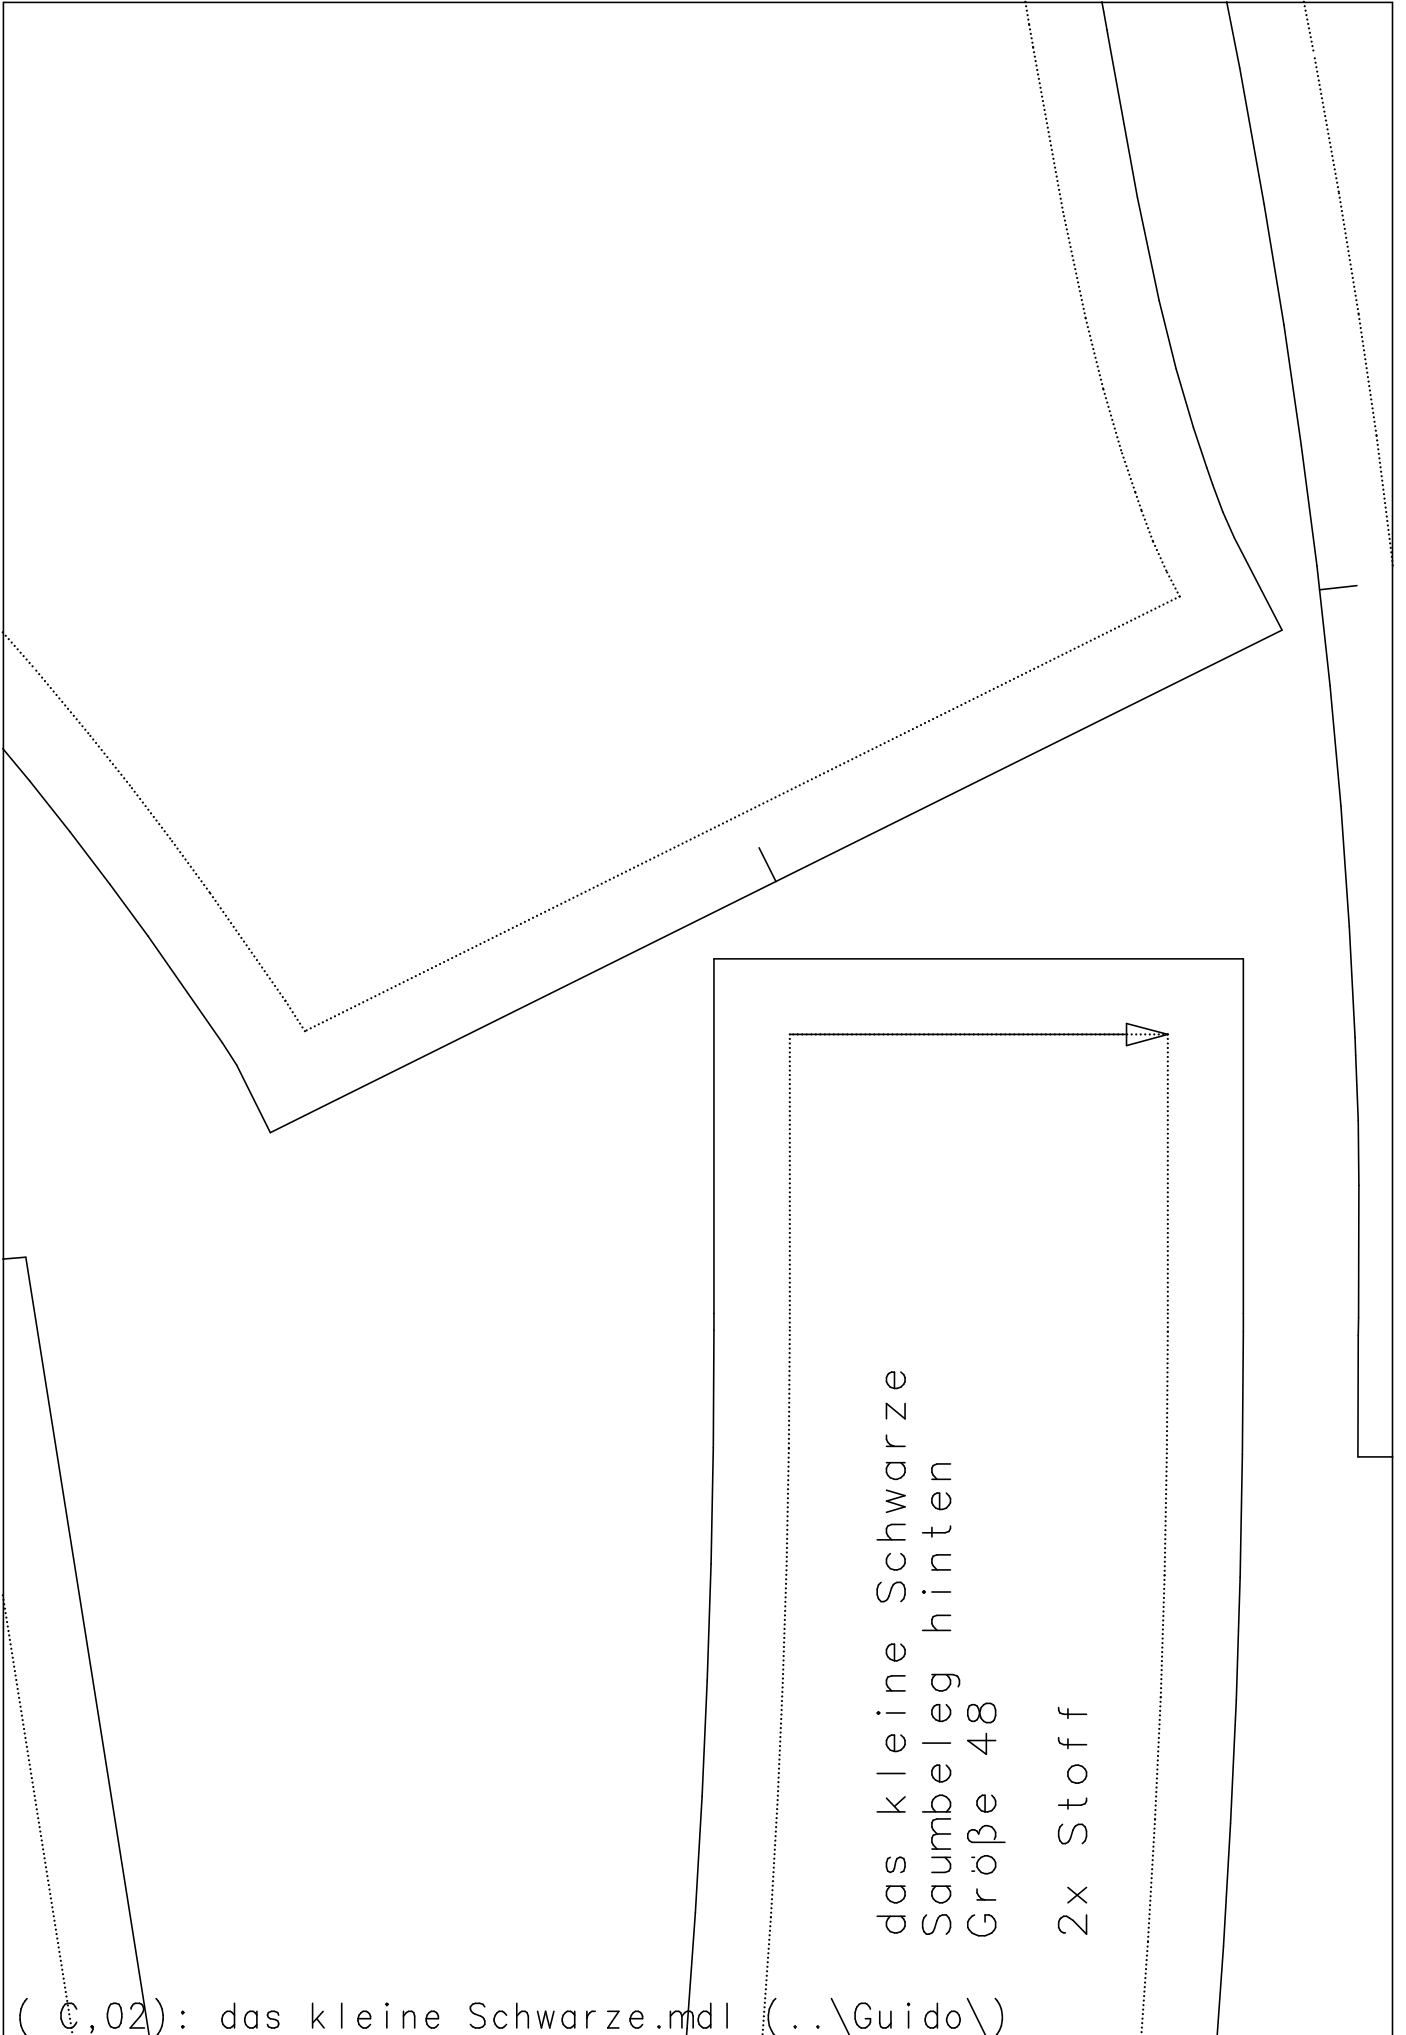 das kleine Schwarze
Saumbeleg hinten
Größe 48
2x Stoff
( C,02): das kleine Schwarze.mdl (..\Guido\)